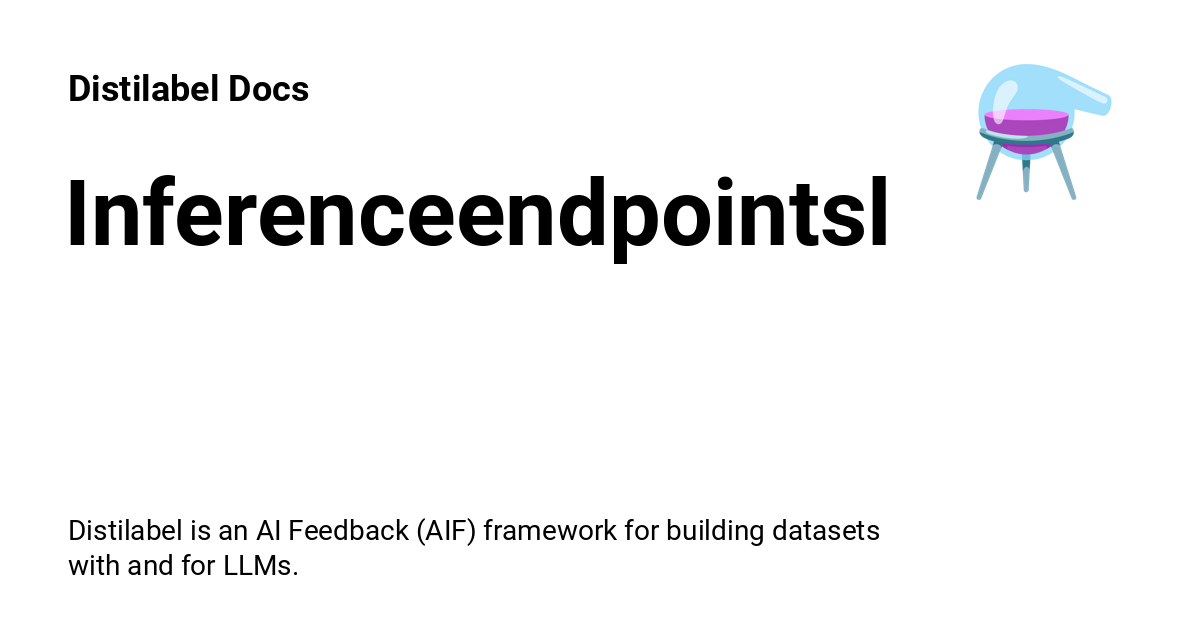 Distilabel Docs
Inferenceendpointsl
Distilabel is an AI Feedback (AIF) framework for building datasets
with and for LLMs.